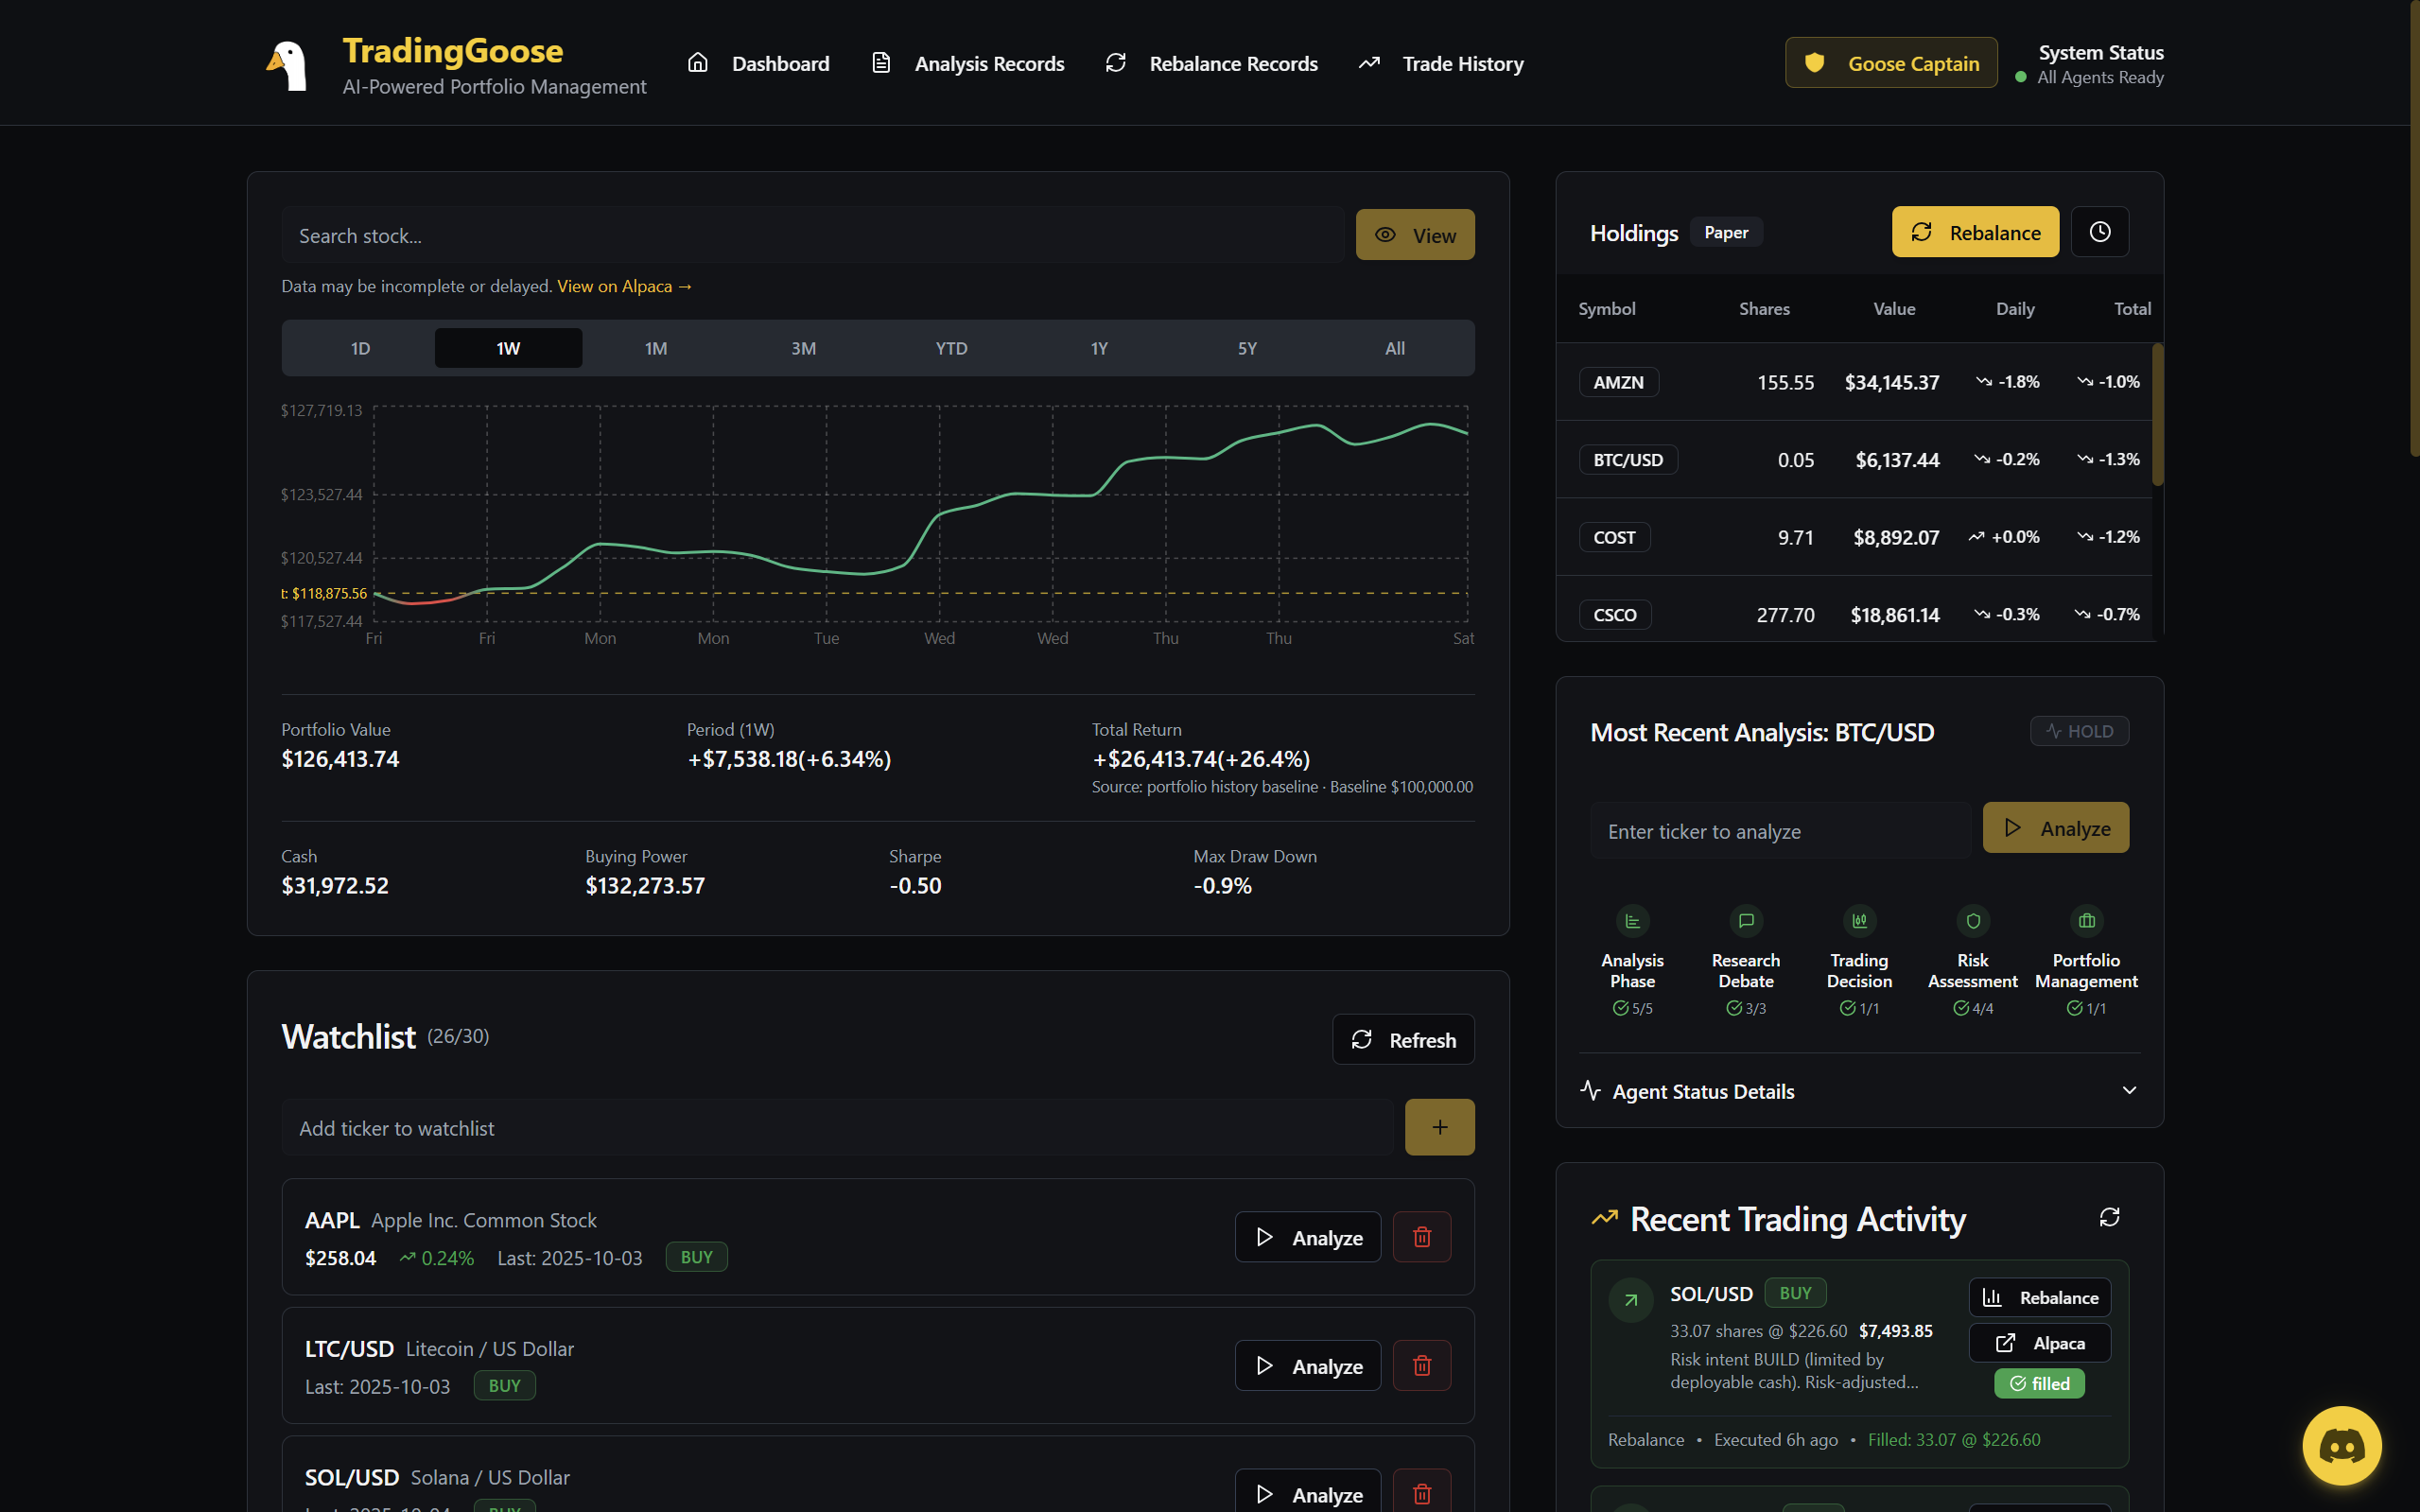 TradingGoose
AI-Powered Portfolio Management
Dashboard
Analysis Records
Rebalance Records
Trade History
Goose Captain
System Status
All Agents Ready
Search stock...
View
Data may be incomplete or delayed. View on Alpaca →
1D 1W 1M 3M YTD 1Y 5Y All
$127,719.13
$123,527.44
$120,527.44
t: $118,875.56
$117,527.44
Fri Fri Mon Mon Tue Wed Wed Thu Thu Sat
Portfolio Value
$126,413.74
Period (1W)
+$7,538.18(+6.34%)
Total Return
+$26,413.74(+26.4%)
Source: portfolio history baseline · Baseline $100,000.00
Cash
$31,972.52
Buying Power
$132,273.57
Sharpe
-0.50
Max Draw Down
-0.9%
Watchlist (26/30)
Refresh
Add ticker to watchlist
+
AAPL Apple Inc. Common Stock
$258.04 0.24% Last: 2025-10-03 BUY
Analyze
LTC/USD Litecoin / US Dollar
Last: 2025-10-03 BUY
Analyze
SOL/USD Solana / US Dollar
Last: 2025-10-04 BUY
Analyze
Holdings Paper
Rebalance
Symbol Shares Value Daily Total
AMZN 155.55 $34,145.37 -1.8% -1.0%
BTC/USD 0.05 $6,137.44 -0.2% -1.3%
COST 9.71 $8,892.07 +0.0% -1.2%
CSCO 277.70 $18,861.14 -0.3% -0.7%
Most Recent Analysis: BTC/USD
HOLD
Enter ticker to analyze
Analyze
Analysis Phase
5/5
Research Debate
3/3
Trading Decision
1/1
Risk Assessment
4/4
Portfolio Management
1/1
Agent Status Details
Recent Trading Activity
SOL/USD BUY
33.07 shares @ $226.60 $7,493.85
Risk intent BUILD (limited by
deployable cash). Risk-adjusted...
Rebalance
Alpaca
filled
Rebalance • Executed 6h ago • Filled: 33.07 @ $226.60